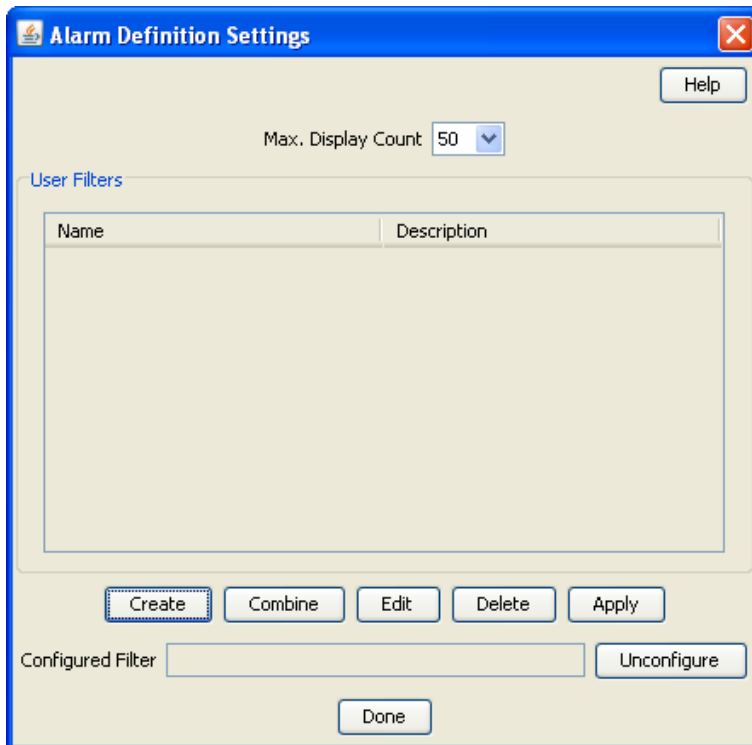 Alarm Definition Settings
Help
Max. Display Count 50
User Filters
Name Description
Create Combine Edit Delete Apply
Configured Filter Unconfigure
Done